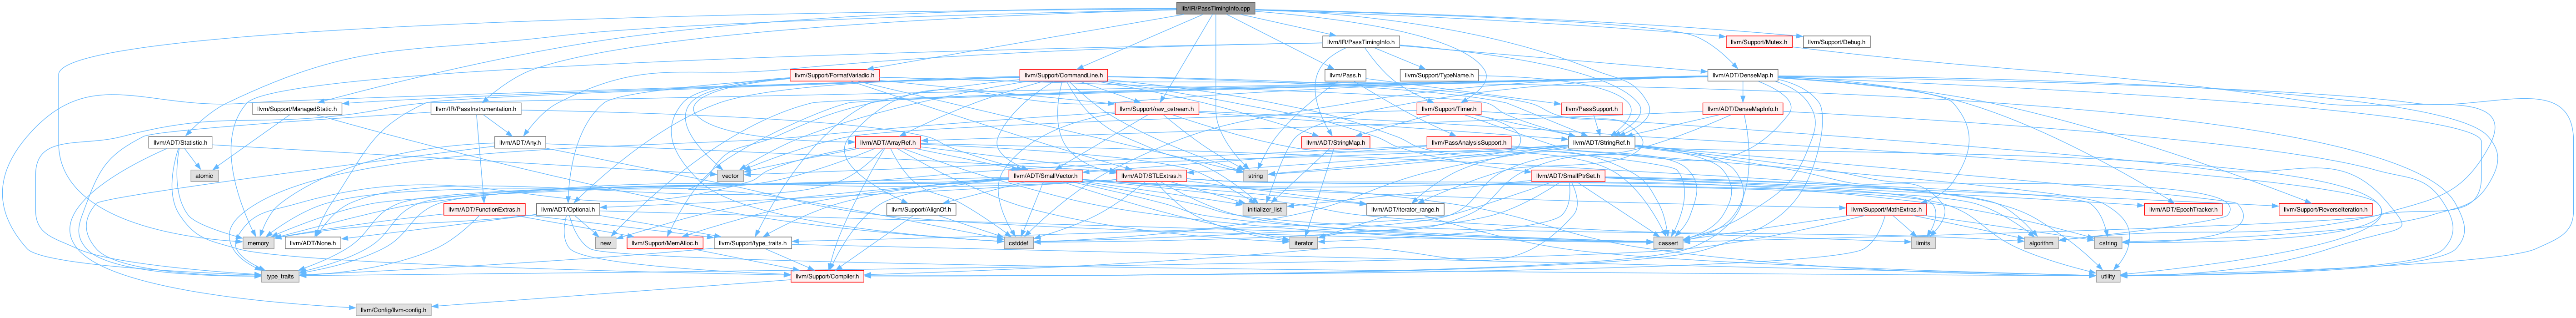 lib/IR/PassTimingInfo.cpp
llvm/IR/PassTimingInfo.h
llvm/Support/Mutex.h
llvm/Support/Debug.h
llvm/Support/FormatVariadic.h
llvm/Support/CommandLine.h
llvm/Pass.h
llvm/Support/TypeName.h
llvm/ADT/DenseMap.h
llvm/Support/ManagedStatic.h
llvm/IR/PassInstrumentation.h
llvm/Support/raw_ostream.h
llvm/Support/Timer.h
llvm/PassSupport.h
llvm/ADT/DenseMapInfo.h
llvm/ADT/Statistic.h
llvm/ADT/Any.h
llvm/ADT/ArrayRef.h
llvm/ADT/StringMap.h
llvm/PassAnalysisSupport.h
llvm/ADT/StringRef.h
atomic
vector
llvm/ADT/SmallVector.h
llvm/ADT/STLExtras.h
string
llvm/ADT/SmallPtrSet.h
llvm/ADT/FunctionExtras.h
llvm/ADT/Optional.h
llvm/Support/AlignOf.h
initializer_list
llvm/ADT/iterator_range.h
llvm/Support/MathExtras.h
llvm/ADT/EpochTracker.h
llvm/Support/ReverseIteration.h
memory
llvm/ADT/None.h
new
llvm/Support/MemAlloc.h
llvm/Support/type_traits.h
cstddef
iterator
cassert
limits
algorithm
cstring
type_traits
llvm/Support/Compiler.h
utility
llvm/Config/llvm-config.h